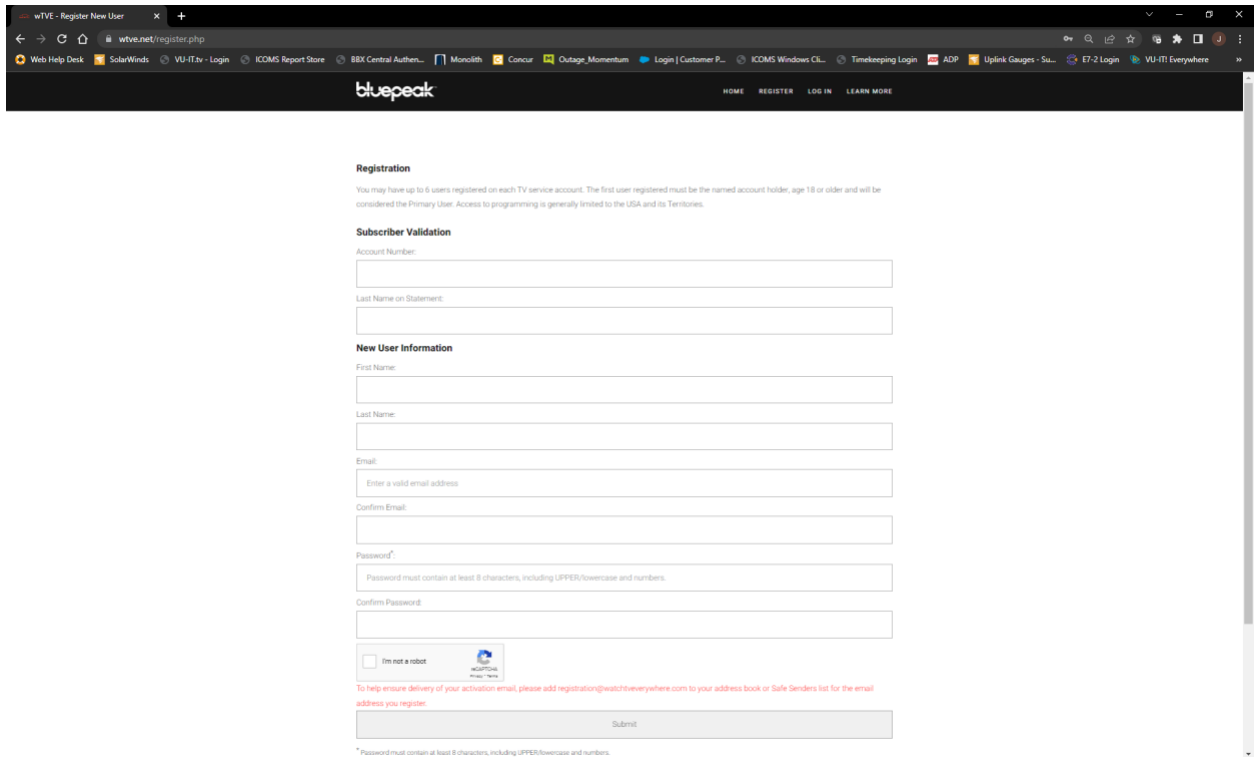 wTVE - Register New User
wtve.net/register.php
J
Web Help Desk SolarWinds VU-IT.tv - Login ICOMS Report Store BBX Central Authen... Monolith Concur Outage_Momentum Login | Customer P... ICOMS Windows Cli... Timekeeping Login ADP Uplink Gauges - Su... E7-2 Login VU-IT! Everywhere »
bluepeak HOME REGISTER LOG IN LEARN MORE
Registration
You may have up to 6 users registered on each TV service account. The first user registered must be the named account holder, age 18 or older and will be
considered the Primary User. Access to programming is generally limited to the USA and its Territories.
Subscriber Validation
Account Number:
Last Name on Statement:
New User Information
First Name:
Last Name:
Email:
Enter a valid email address
Confirm Email:
Password*:
Password must contain at least 8 characters, including UPPER/lowercase and numbers.
Confirm Password:
I'm not a robot
reCAPTCHA
Privacy - Terms
To help ensure delivery of your activation email, please add registration@watchtveverywhere.com to your address book or Safe Senders list for the email
address you register.
Submit
* Password must contain at least 8 characters, including UPPER/lowercase and numbers.